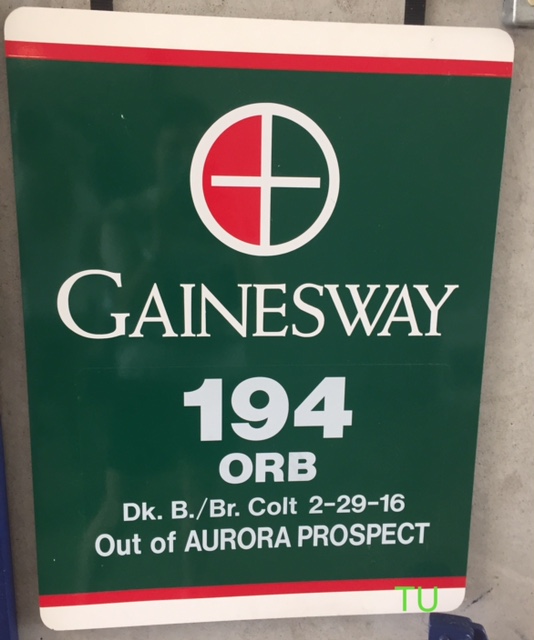 GAINESWAY
194
ORB
Dk. B./Br. Colt 2-29-16
Out of AURORA PROSPECT
TU